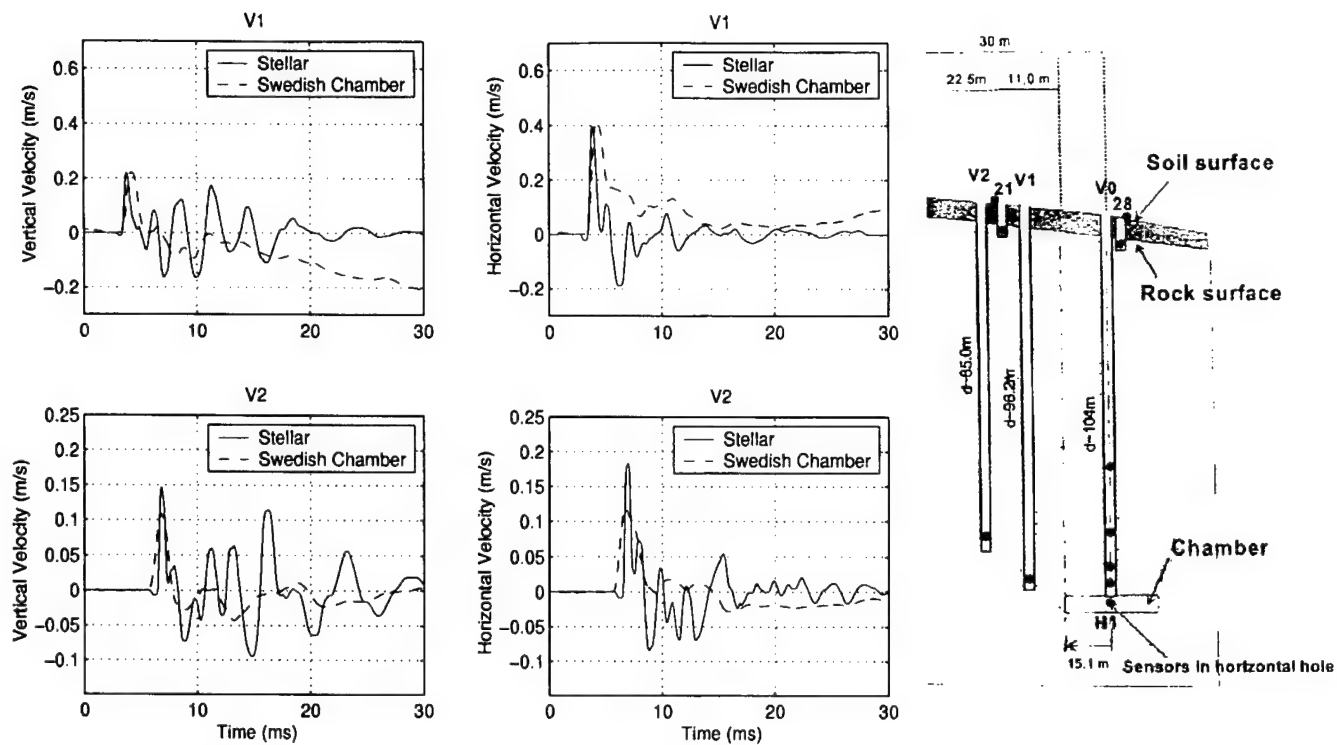 V1
Vertical Velocity (m/s)
0.6
0.4
0.2
0
−0.2
0
10
20
30
Stellar
Swedish Chamber
V1
Horizontal Velocity (m/s)
0.6
0.4
0.2
0
−0.2
0
10
20
30
Stellar
Swedish Chamber
V2
Vertical Velocity (m/s)
0.25
0.2
0.15
0.1
0.05
0
−0.05
−0.1
0
10
20
30
Time (ms)
Stellar
Swedish Chamber
V2
Horizontal Velocity (m/s)
0.25
0.2
0.15
0.1
0.05
0
−0.05
−0.1
0
10
20
30
Time (ms)
Stellar
Swedish Chamber
30 m
22 5m
11,0 m
Soil surface
V2
21
V1
V0
28
Rock surface
d-104m
Chamber
H1
15.1 m
Sensors in horizontal hole